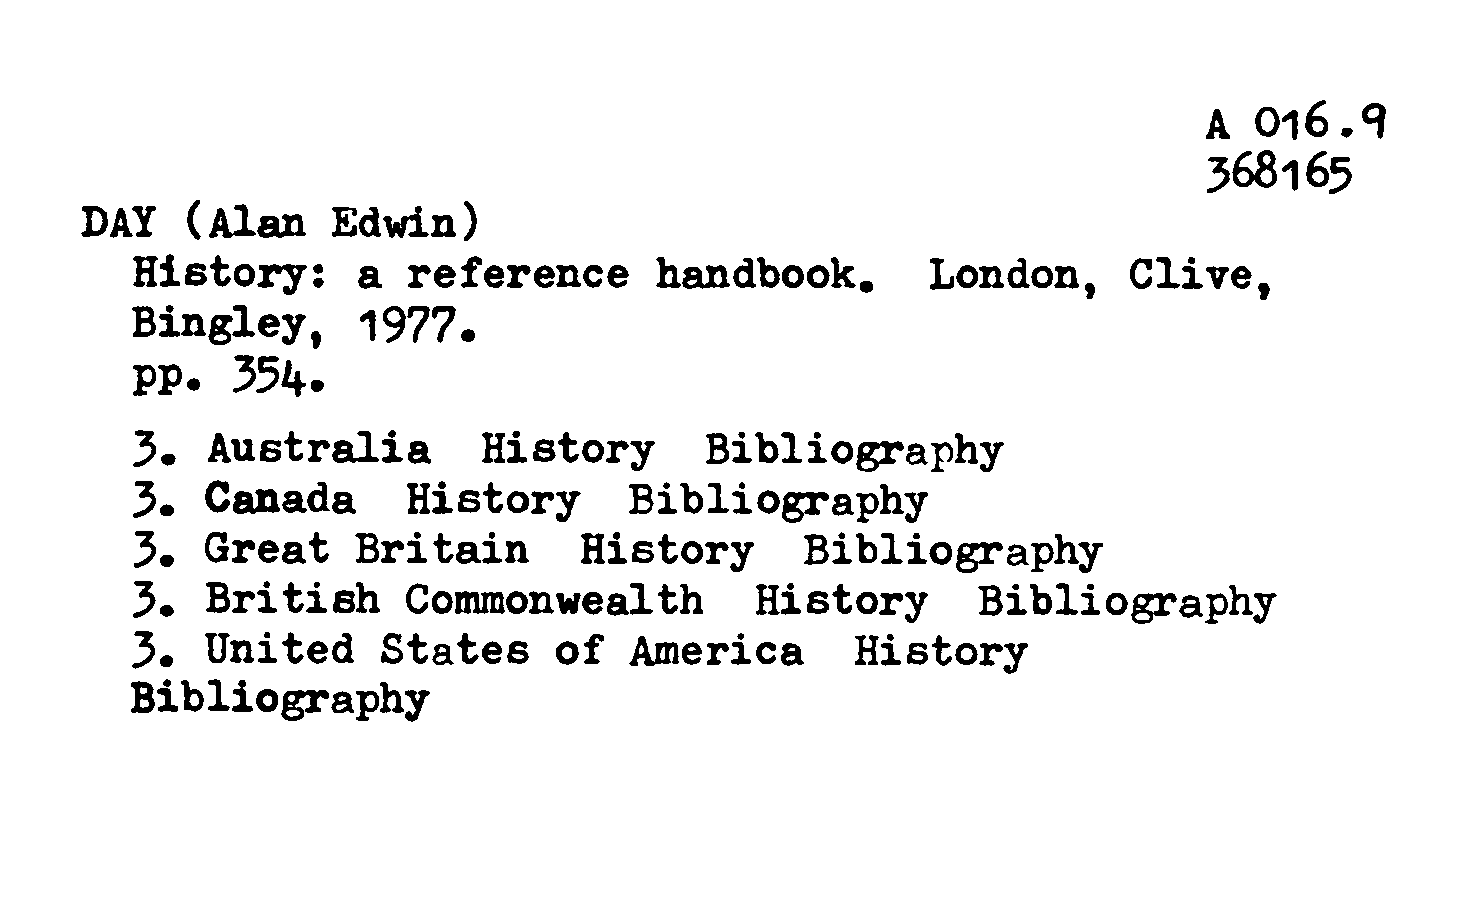 A 016.9
368165
DAY (Alan Edwin)
History: a reference handbook. London, Clive,
Bingley, 1977.
pp. 354.
3. Australia History Bibliography
3. Canada History Bibliography
3. Great Britain History Bibliography
3. British Commonwealth History Bibliography
3. United States of America History
Bibliography